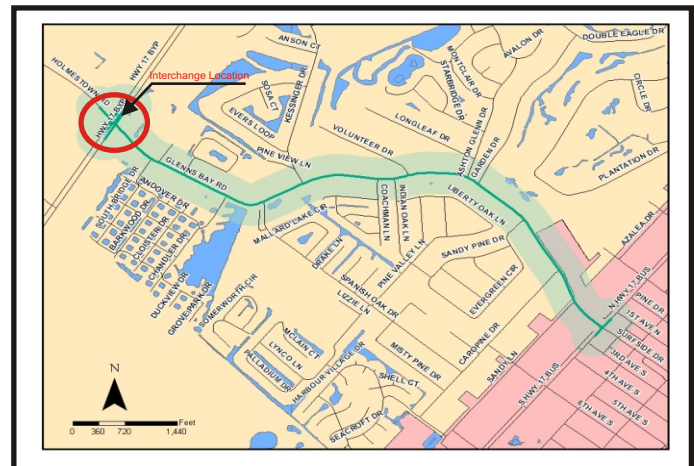 HOLMESTOWN RD
HWY 17 BYP
HWY 17 BYP
Interchange Location
ANSON CT
SOSA CT
KESSINGER DR
EVERS LOOP
PINE VIEW LN
VOLUNTEER DR
LONGLEAF DR
MONTCLAIR DR
STARBRIDGE DR
AVALON DR
DOUBLE EAGLE DR
CIRCLE DR
PLANTATION DR
ASHTON GLENN DR
GARDEN DR
GLENNS BAY RD
SOUTHBRIDGE DR
ANDOVER DR
BARKWOOD DR
CLOISTER DR
CHANDLER DR
DUCKVIEW DR
GROVE PARK DR
SOMERWORTH CIR
MALLARD LAKE CIR
DRAKE LN
COACHMAN LN
INDIAN OAK LN
PINE VALLEY LN
LIBERTY OAK LN
SANDY PINE DR
EVERGREEN CIR
SPANISH OAK DR
LIZZIE LN
MISTY PINE DR
CAROPINE DR
SANDY LN
MCLAIN CT
LYNCO LN
PALLADIUM DR
HARBOUR VILLAGE DR
SHELL CT
SEACROFT DR
AZALEA DR
N HWY 17 BUS
S HWY 17 BUS
PINE DR
1ST AVE N
SURFSIDE DR
3RD AVE S
4TH AVE S
5TH AVE S
6TH AVE S
N
Feet
0 360 720 1,440